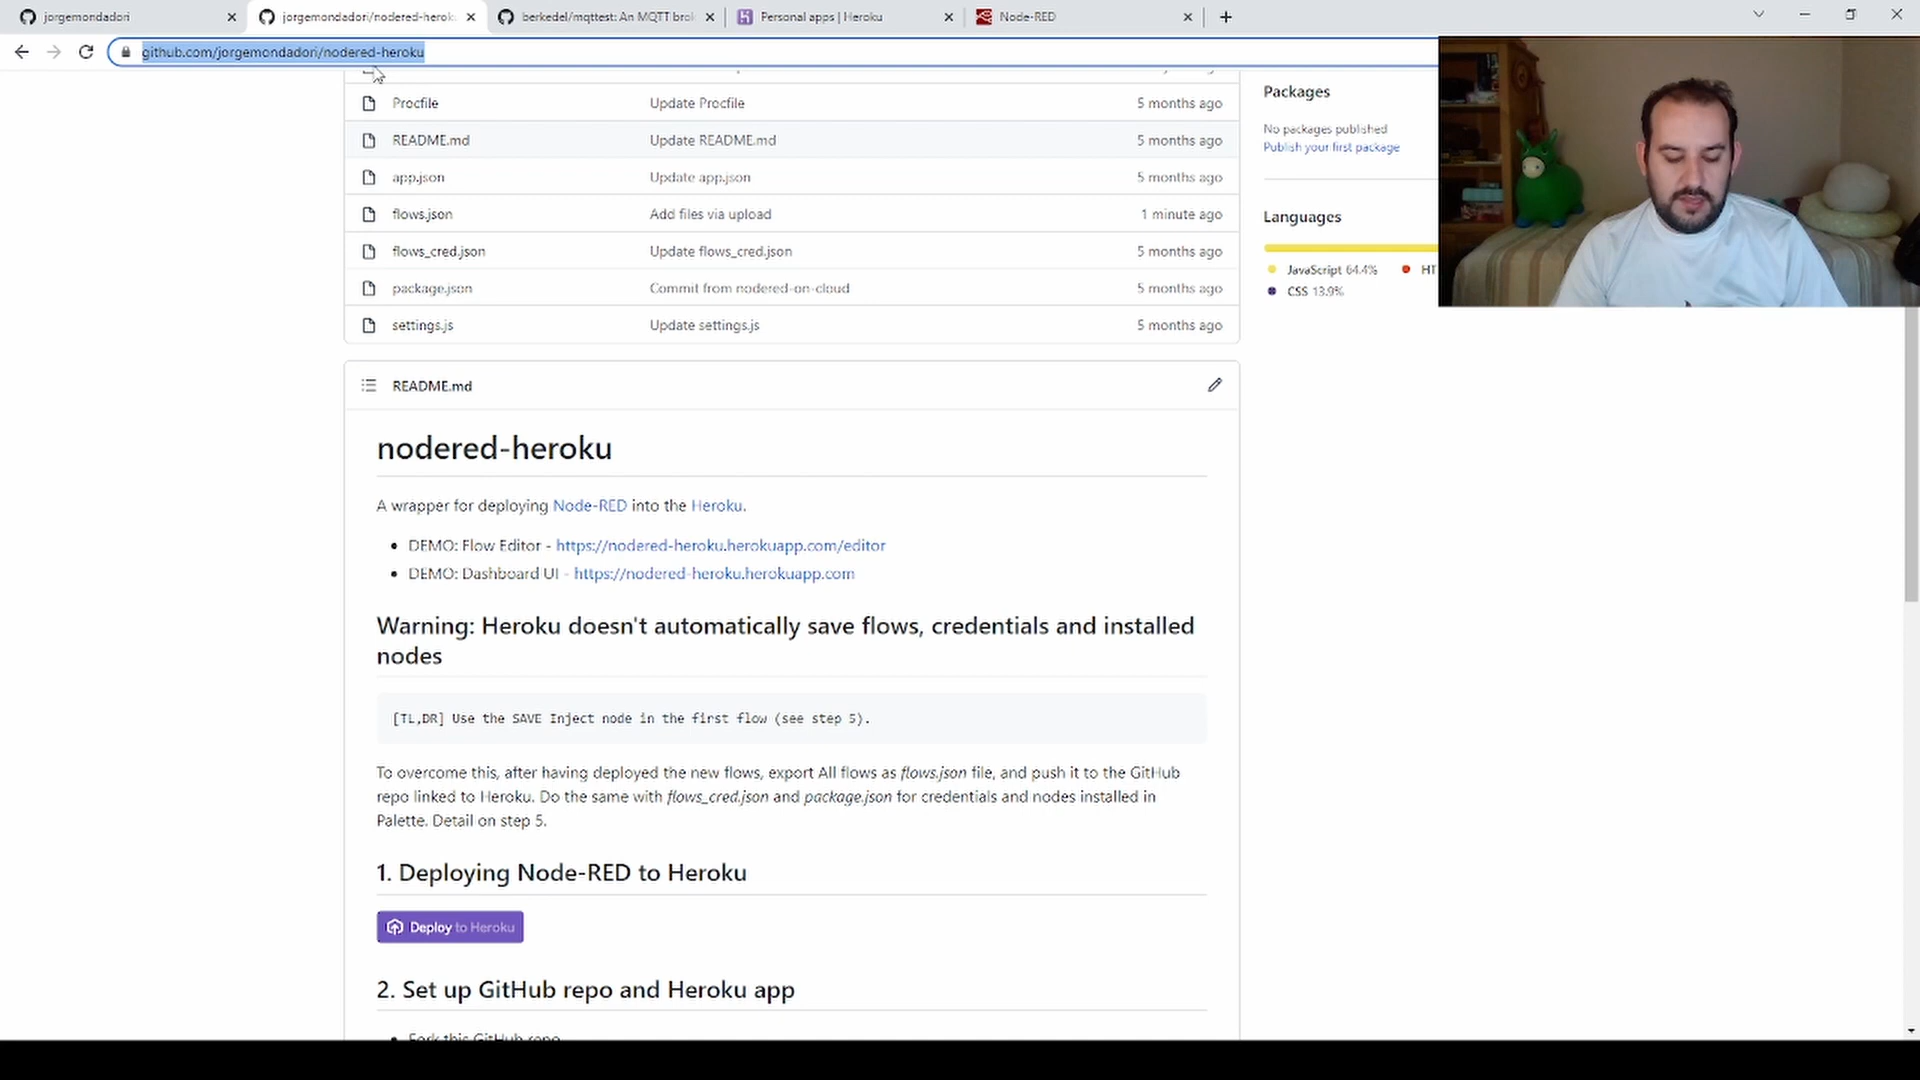 jorgemondadori
jorgemondadori/nodered-heroku
berkedel/mqttest: An MQTT brok
Personal apps | Heroku
Node-RED
github.com/jorgemondadori/nodered-heroku
Procfile Update Procfile 5 months ago
README.md Update README.md 5 months ago
app.json Update app.json 5 months ago
flows.json Add files via upload 1 minute ago
flows_cred.json Update flows_cred.json 5 months ago
package.json Commit from nodered-on-cloud 5 months ago
settings.js Update settings.js 5 months ago
Packages
No packages published
Publish your first package
Languages
JavaScript 64.4% HT
CSS 13.9%
README.md
nodered-heroku
A wrapper for deploying Node-RED into the Heroku.
DEMO: Flow Editor - https://nodered-heroku.herokuapp.com/editor
DEMO: Dashboard UI - https://nodered-heroku.herokuapp.com
Warning: Heroku doesn't automatically save flows, credentials and installed
nodes
[TL,DR] Use the SAVE Inject node in the first flow (see step 5).
To overcome this, after having deployed the new flows, export All flows as flows.json file, and push it to the GitHub
repo linked to Heroku. Do the same with flows_cred.json and package.json for credentials and nodes installed in
Palette. Detail on step 5.
1. Deploying Node-RED to Heroku
Deploy to Heroku
2. Set up GitHub repo and Heroku app
Fork this GitHub repo